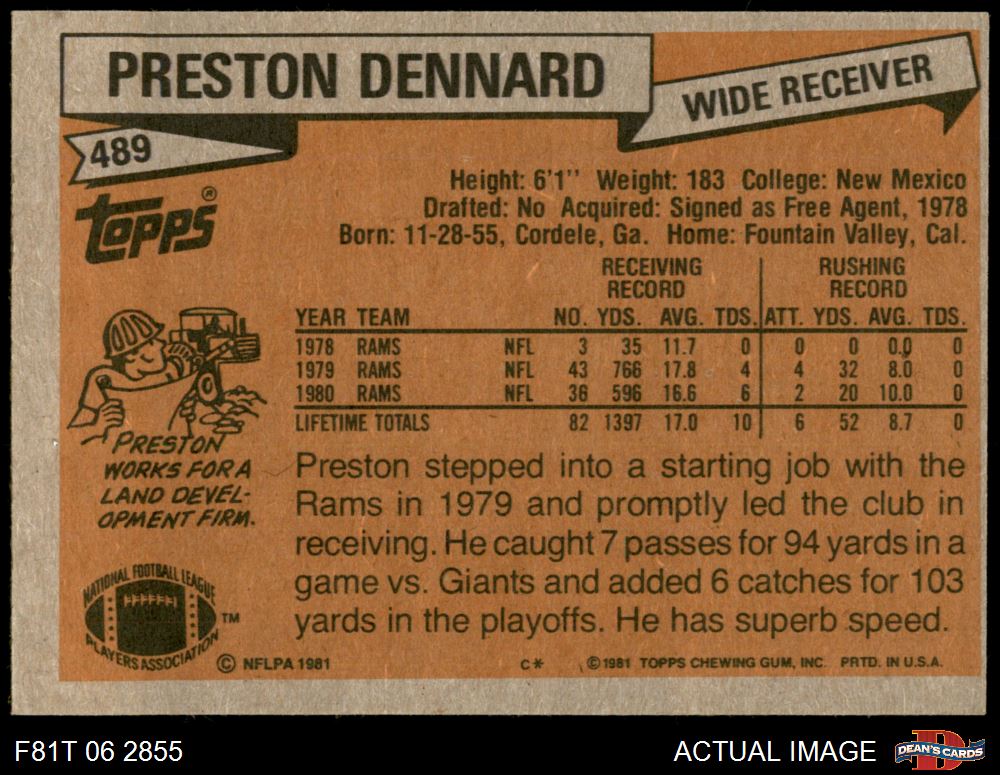 PRESTON DENNARD
WIDE RECEIVER
489
TOPPS®
Height: 6'1'' Weight: 183 College: New Mexico
Drafted: No Acquired: Signed as Free Agent, 1978
Born: 11-28-55, Cordele, Ga. Home: Fountain Valley, Cal.
RECEIVING RECORD RUSHING RECORD
YEAR TEAM NO. YDS. AVG. TDS. ATT. YDS. AVG. TDS.
1978 RAMS NFL 3 35 11.7 0 0 0 0.0 0
1979 RAMS NFL 43 766 17.8 4 4 32 8.0 0
1980 RAMS NFL 36 596 16.6 6 2 20 10.0 0
LIFETIME TOTALS 82 1397 17.0 10 6 52 8.7 0
PRESTON
WORKS FOR A
LAND DEVEL-
OPMENT FIRM.
Preston stepped into a starting job with the
Rams in 1979 and promptly led the club in
receiving. He caught 7 passes for 94 yards in a
game vs. Giants and added 6 catches for 103
yards in the playoffs. He has superb speed.
NATIONAL FOOTBALL LEAGUE
PLAYERS ASSOCIATION ™
© NFLPA 1981 C* © 1981 TOPPS CHEWING GUM, INC. PRTD. IN U.S.A.
F81T 06 2855 ACTUAL IMAGE DEAN'S CARDS